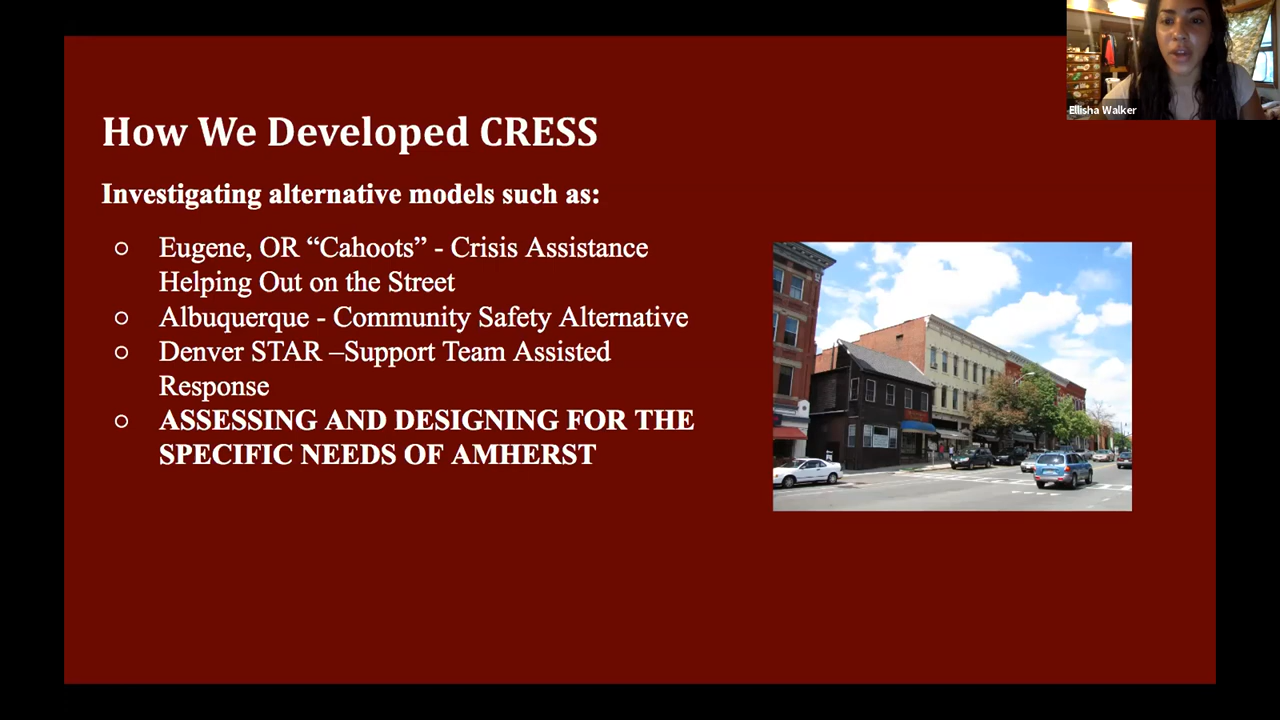 Ellisha Walker
How We Developed CRESS
Investigating alternative models such as:
Eugene, OR “Cahoots” - Crisis Assistance
Helping Out on the Street
Albuquerque - Community Safety Alternative
Denver STAR –Support Team Assisted
Response
ASSESSING AND DESIGNING FOR THE
SPECIFIC NEEDS OF AMHERST